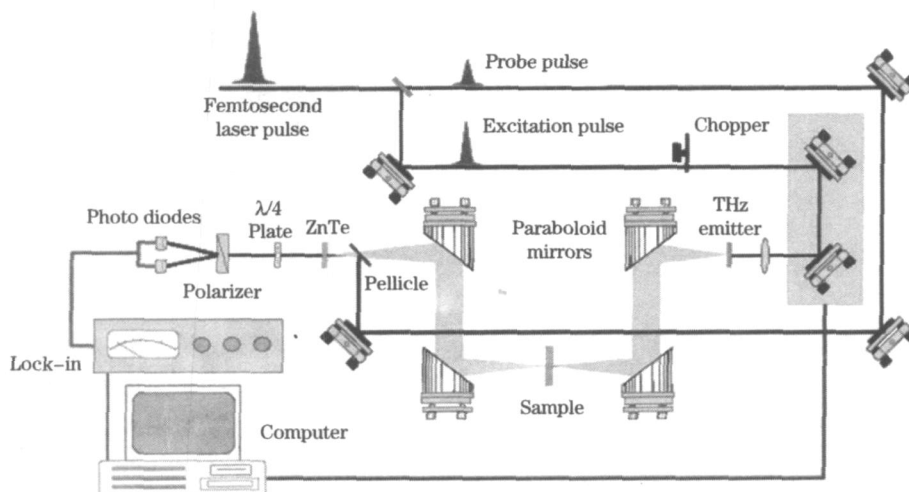 Probe pulse
Femtosecond
laser pulse
Excitation pulse
Chopper
Photo diodes
λ/4
Plate
ZnTe
Paraboloid
mirrors
THz
emitter
Pellicle
Polarizer
Lock-in
Sample
Computer